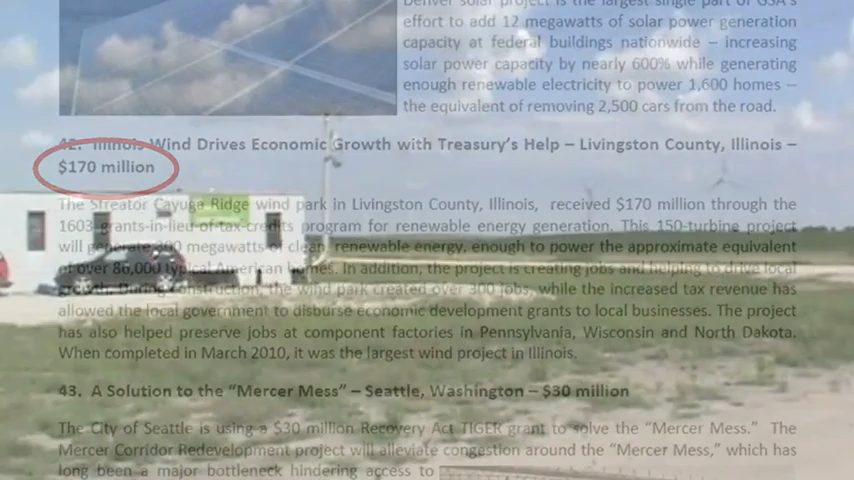 Denver solar project is the largest single part of GSA's
effort to add 12 megawatts of solar power generation
capacity at federal buildings nationwide – increasing
solar power capacity by nearly 600% while generating
enough renewable electricity to power 1,600 homes --
the equivalent of removing 2,500 cars from the road.
42. Illinois Wind Drives Economic Growth with Treasury's Help – Livingston County, Illinois –
$170 million
The Streator Cayuga Ridge wind park in Livingston County, Illinois, received $170 million through the
1603 grants-in-lieu-of-tax-credits program for renewable energy generation. This 150-turbine project
will generate 300 megawatts of clean, renewable energy, enough to power the approximate equivalent
of over 86,000 typical American homes. In addition, the project is creating jobs and helping to drive local
growth. During construction, the wind park created over 300 jobs, while the increased tax revenue has
allowed the local government to disburse economic development grants to local businesses. The project
has also helped preserve jobs at component factories in Pennsylvania, Wisconsin and North Dakota.
When completed in March 2010, it was the largest wind project in Illinois.
43. A Solution to the “Mercer Mess” – Seattle, Washington – $30 million
The City of Seattle is using a $30 million Recovery Act TIGER grant to solve the “Mercer Mess.” The
Mercer Corridor Redevelopment project will alleviate congestion around the “Mercer Mess,” which has
long been a major bottleneck hindering access to